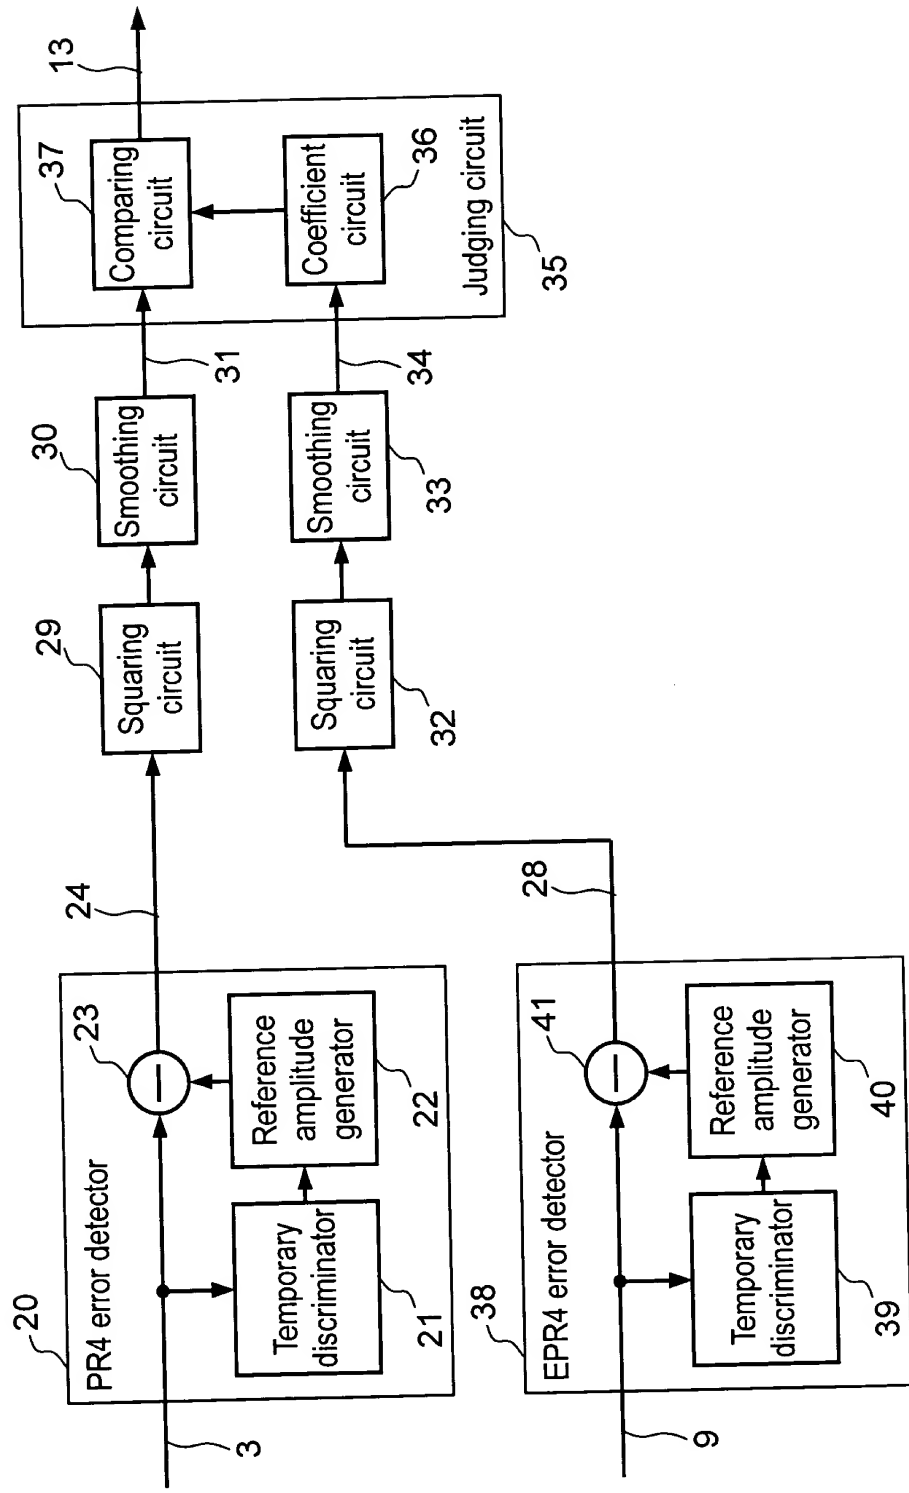 20
PR4 error detector
3
Temporary
discriminator
21
Reference
amplitude
generator
22
23
24
29
Squaring
circuit
30
Smoothing
circuit
31
37
Comparing
circuit
13
Coefficient
circuit
36
Judging circuit
35
38
EPR4 error detector
9
Temporary
discriminator
39
Reference
amplitude
generator
40
41
28
Squaring
circuit
32
Smoothing
circuit
33
34